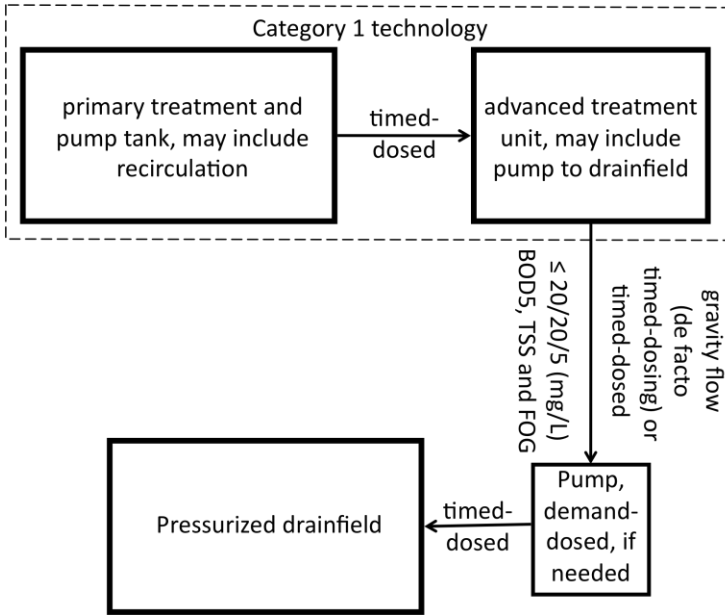 Category 1 technology
primary treatment and
pump tank, may include
recirculation
timed-
dosed
advanced treatment
unit, may include
pump to drainfield
≤ 20/20/5 (mg/L)
BOD5, TSS and FOG
gravity flow
(de facto
timed-dosing) or
timed-dosed
Pump,
demand-
dosed, if
needed
timed-
dosed
Pressurized drainfield